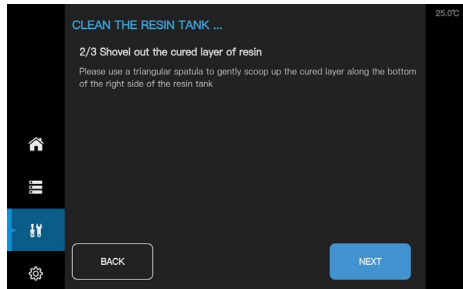 25.0℃
CLEAN THE RESIN TANK ...
2/3 Shovel out the cured layer of resin
Please use a triangular spatula to gently scoop up the cured layer along the bottom
of the right side of the resin tank
BACK
NEXT